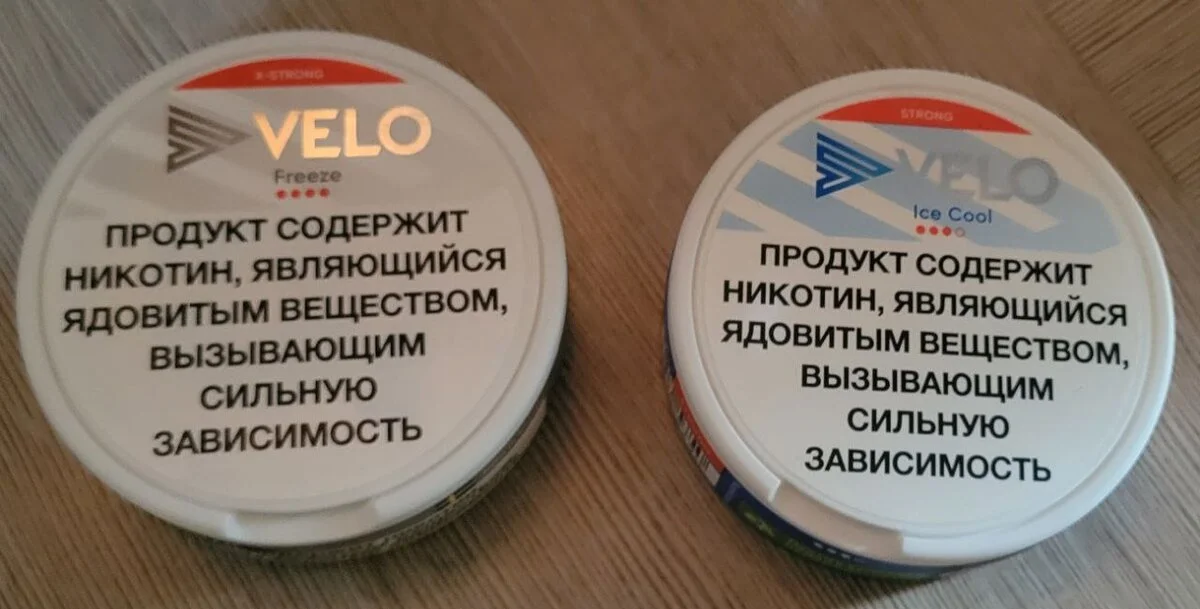 X-STRONG
VELO
Freeze
ПРОДУКТ СОДЕРЖИТ
НИКОТИН, ЯВЛЯЮЩИЙСЯ
ЯДОВИТЫМ ВЕЩЕСТВОМ,
ВЫЗЫВАЮЩИМ
СИЛЬНУЮ
ЗАВИСИМОСТЬ
STRONG
VELO
Ice Cool
ПРОДУКТ СОДЕРЖИТ
НИКОТИН, ЯВЛЯЮЩИЙСЯ
ЯДОВИТЫМ ВЕЩЕСТВОМ,
ВЫЗЫВАЮЩИМ
СИЛЬНУЮ
ЗАВИСИМОСТЬ